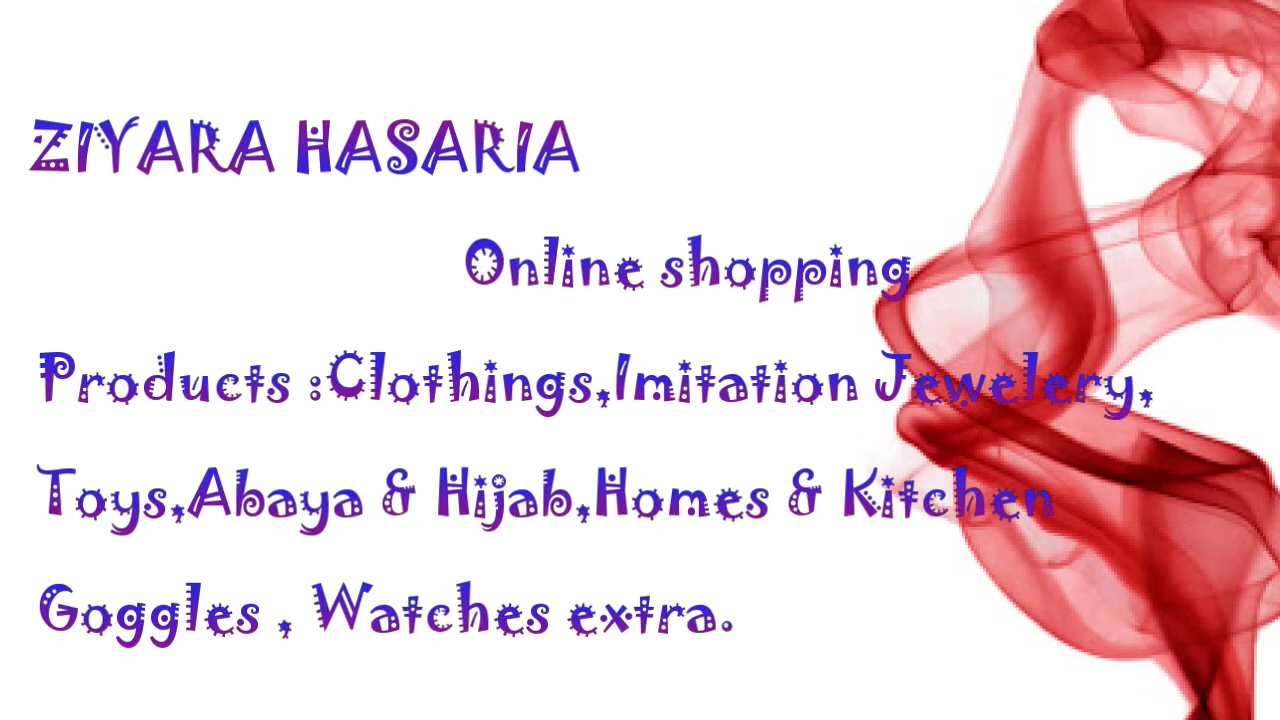 ZIYARA HASARIA
Online shopping
Products :Clothings,Imitation Jewelery,
Toys,Abaya & Hijab,Homes & Kitchen
Goggles , Watches extra.